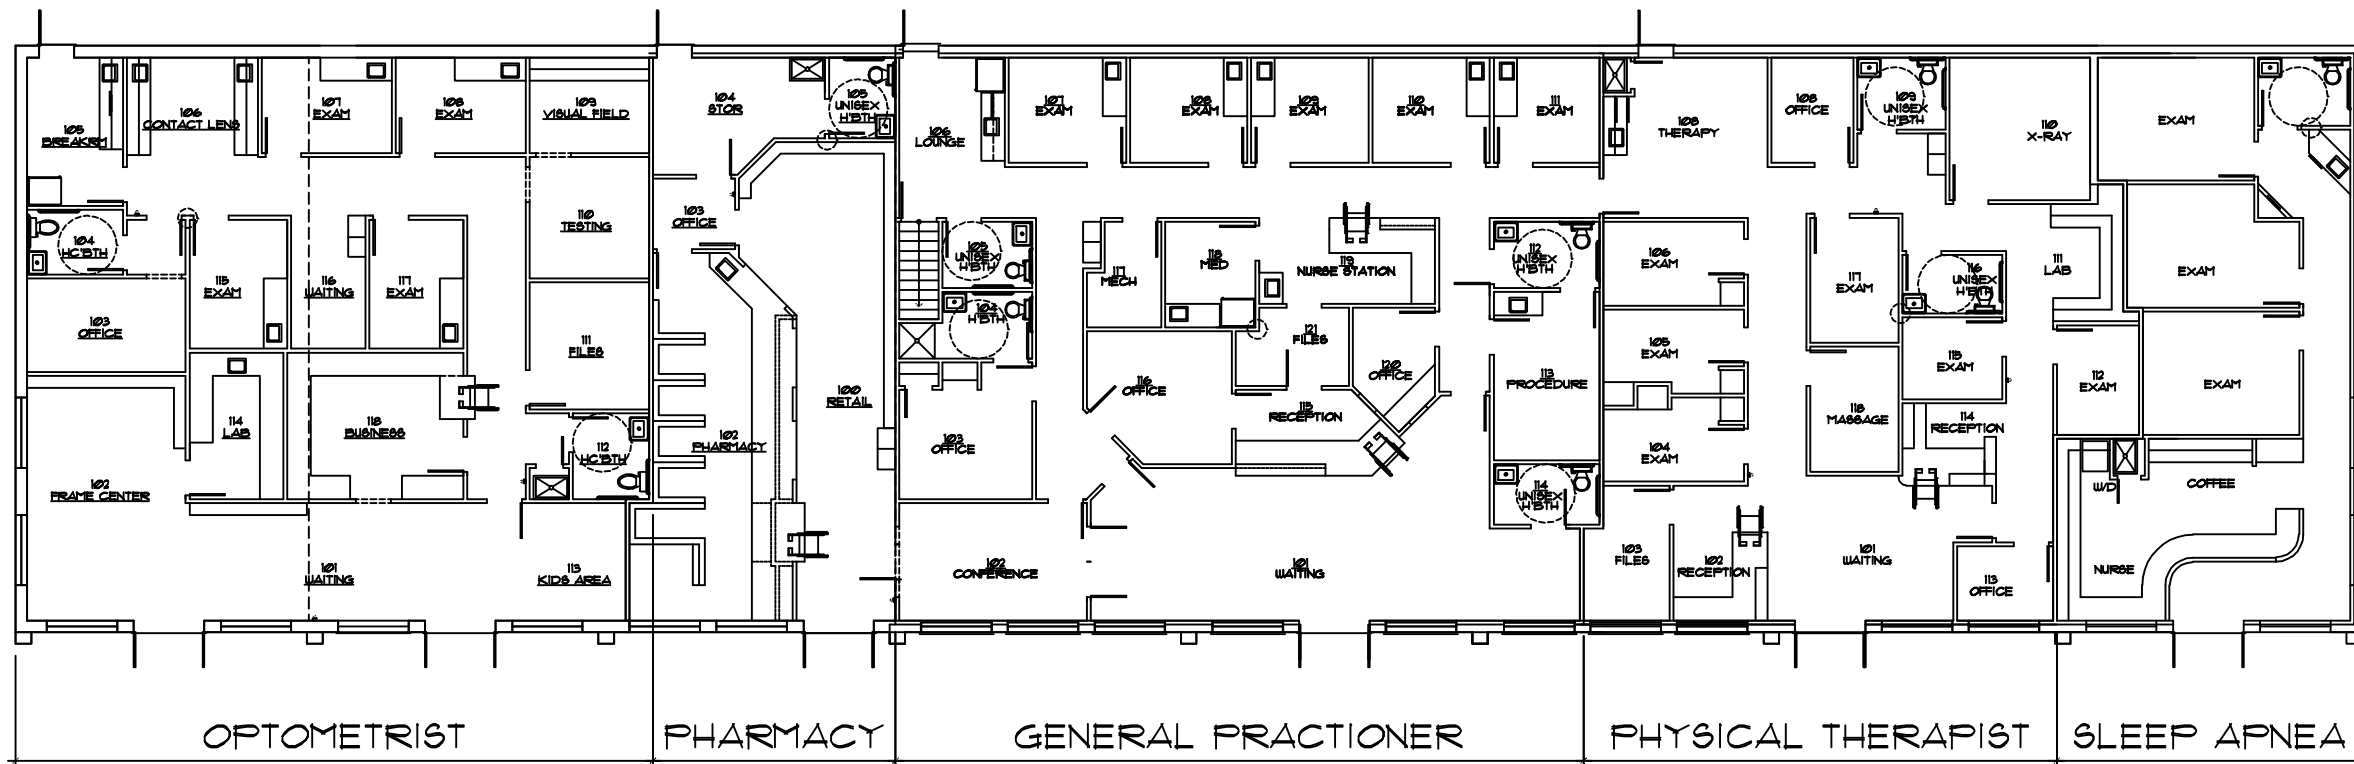 105
BREAKRM
106
CONTACT LENS
107
EXAM
108
EXAM
109
VISUAL FIELD
104
HC'BTH
103
OFFICE
115
EXAM
116
WAITING
117
EXAM
110
TESTING
111
FILES
102
FRAME CENTER
114
LAB
118
BUSINESS
112
HC'BTH
101
WAITING
113
KIDS AREA
104
STOR
105
UNISEX
H'BTH
103
OFFICE
100
RETAIL
102
PHARMACY
106
LOUNGE
107
EXAM
108
EXAM
109
EXAM
110
EXAM
111
EXAM
105
UNISEX
H'BTH
104
H'BTH
117
MECH
118
MED
119
NURSE STATION
112
UNISEX
H'BTH
121
FILES
120
OFFICE
116
OFFICE
115
RECEPTION
113
PROCEDURE
103
OFFICE
114
UNISEX
H'BTH
102
CONFERENCE
101
WAITING
108
THERAPY
108
OFFICE
109
UNISEX
H'BTH
110
X-RAY
106
EXAM
117
EXAM
116
UNISEX
H'BTH
111
LAB
105
EXAM
115
EXAM
112
EXAM
118
MASSAGE
114
RECEPTION
104
EXAM
103
FILES
102
RECEPTION
101
WAITING
113
OFFICE
EXAM
EXAM
EXAM
W/D
COFFEE
NURSE
OPTOMETRIST
PHARMACY
GENERAL PRACTIONER
PHYSICAL THERAPIST
SLEEP APNEA